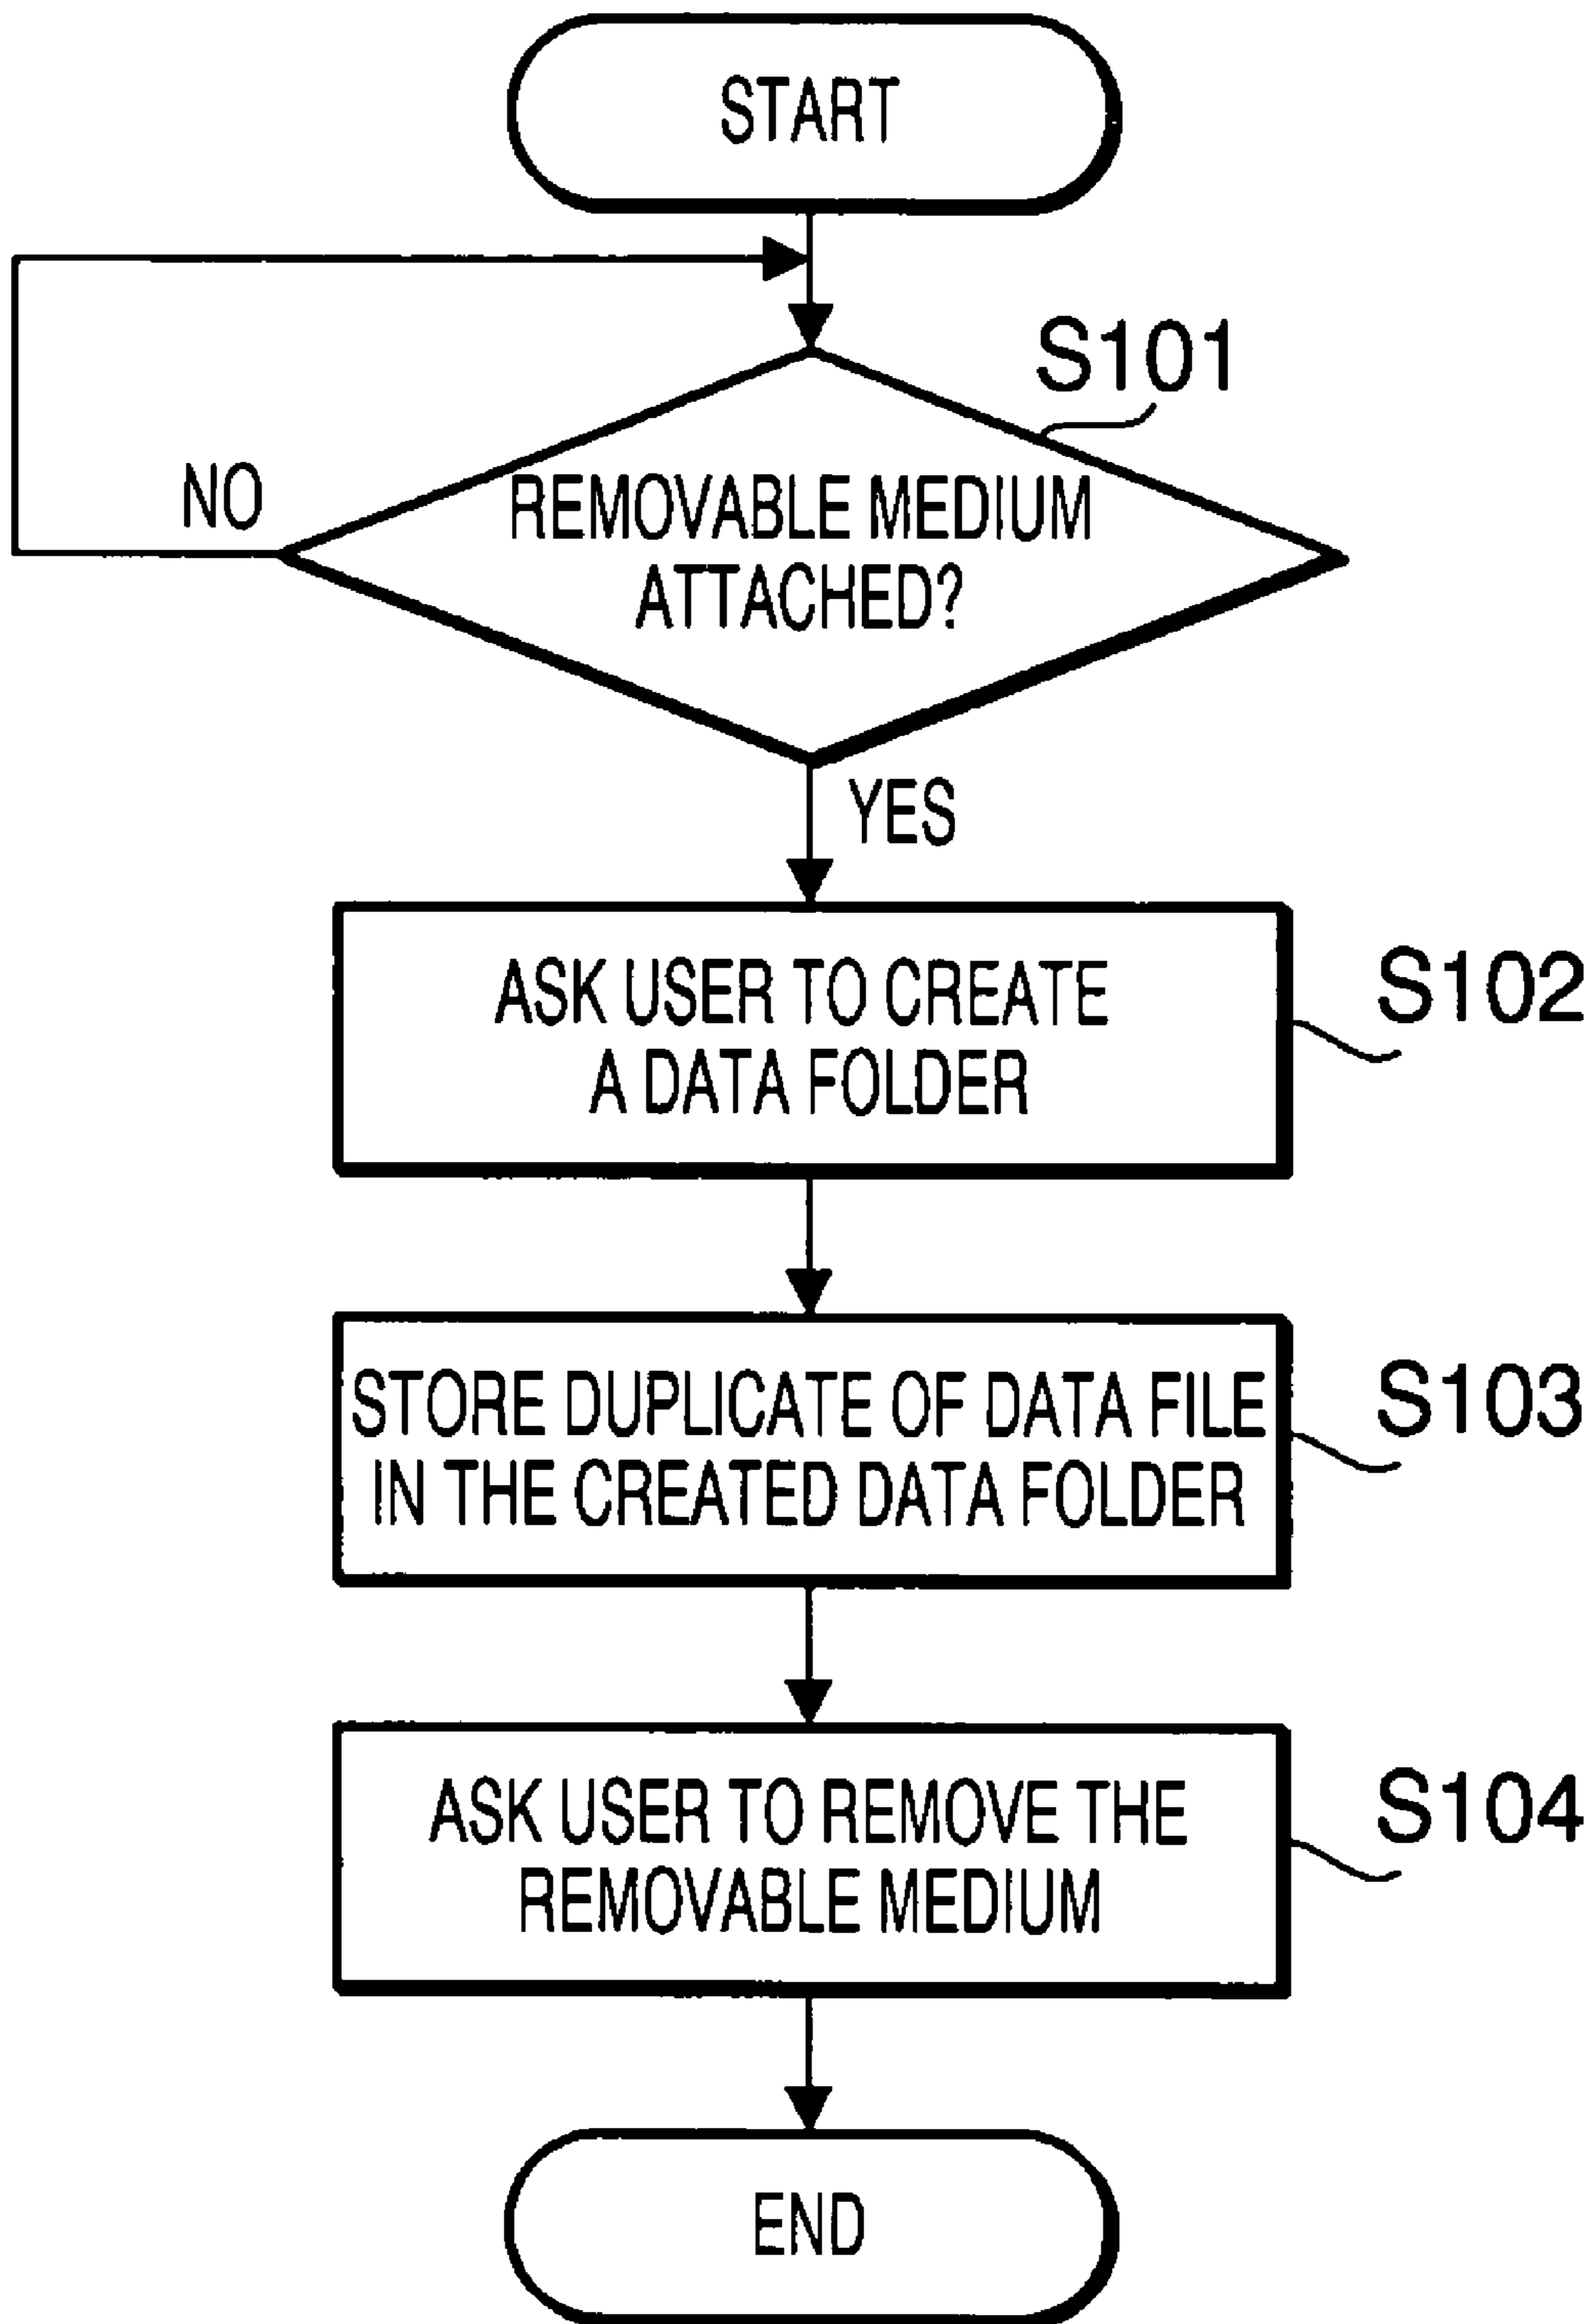 START
S101
NO
REMOVABLE MEDIUM
ATTACHED?
YES
ASK USER TO CREATE
A DATA FOLDER
S102
STORE DUPLICATE OF DATA FILE
IN THE CREATED DATA FOLDER
S103
ASK USER TO REMOVE THE
REMOVABLE MEDIUM
S104
END